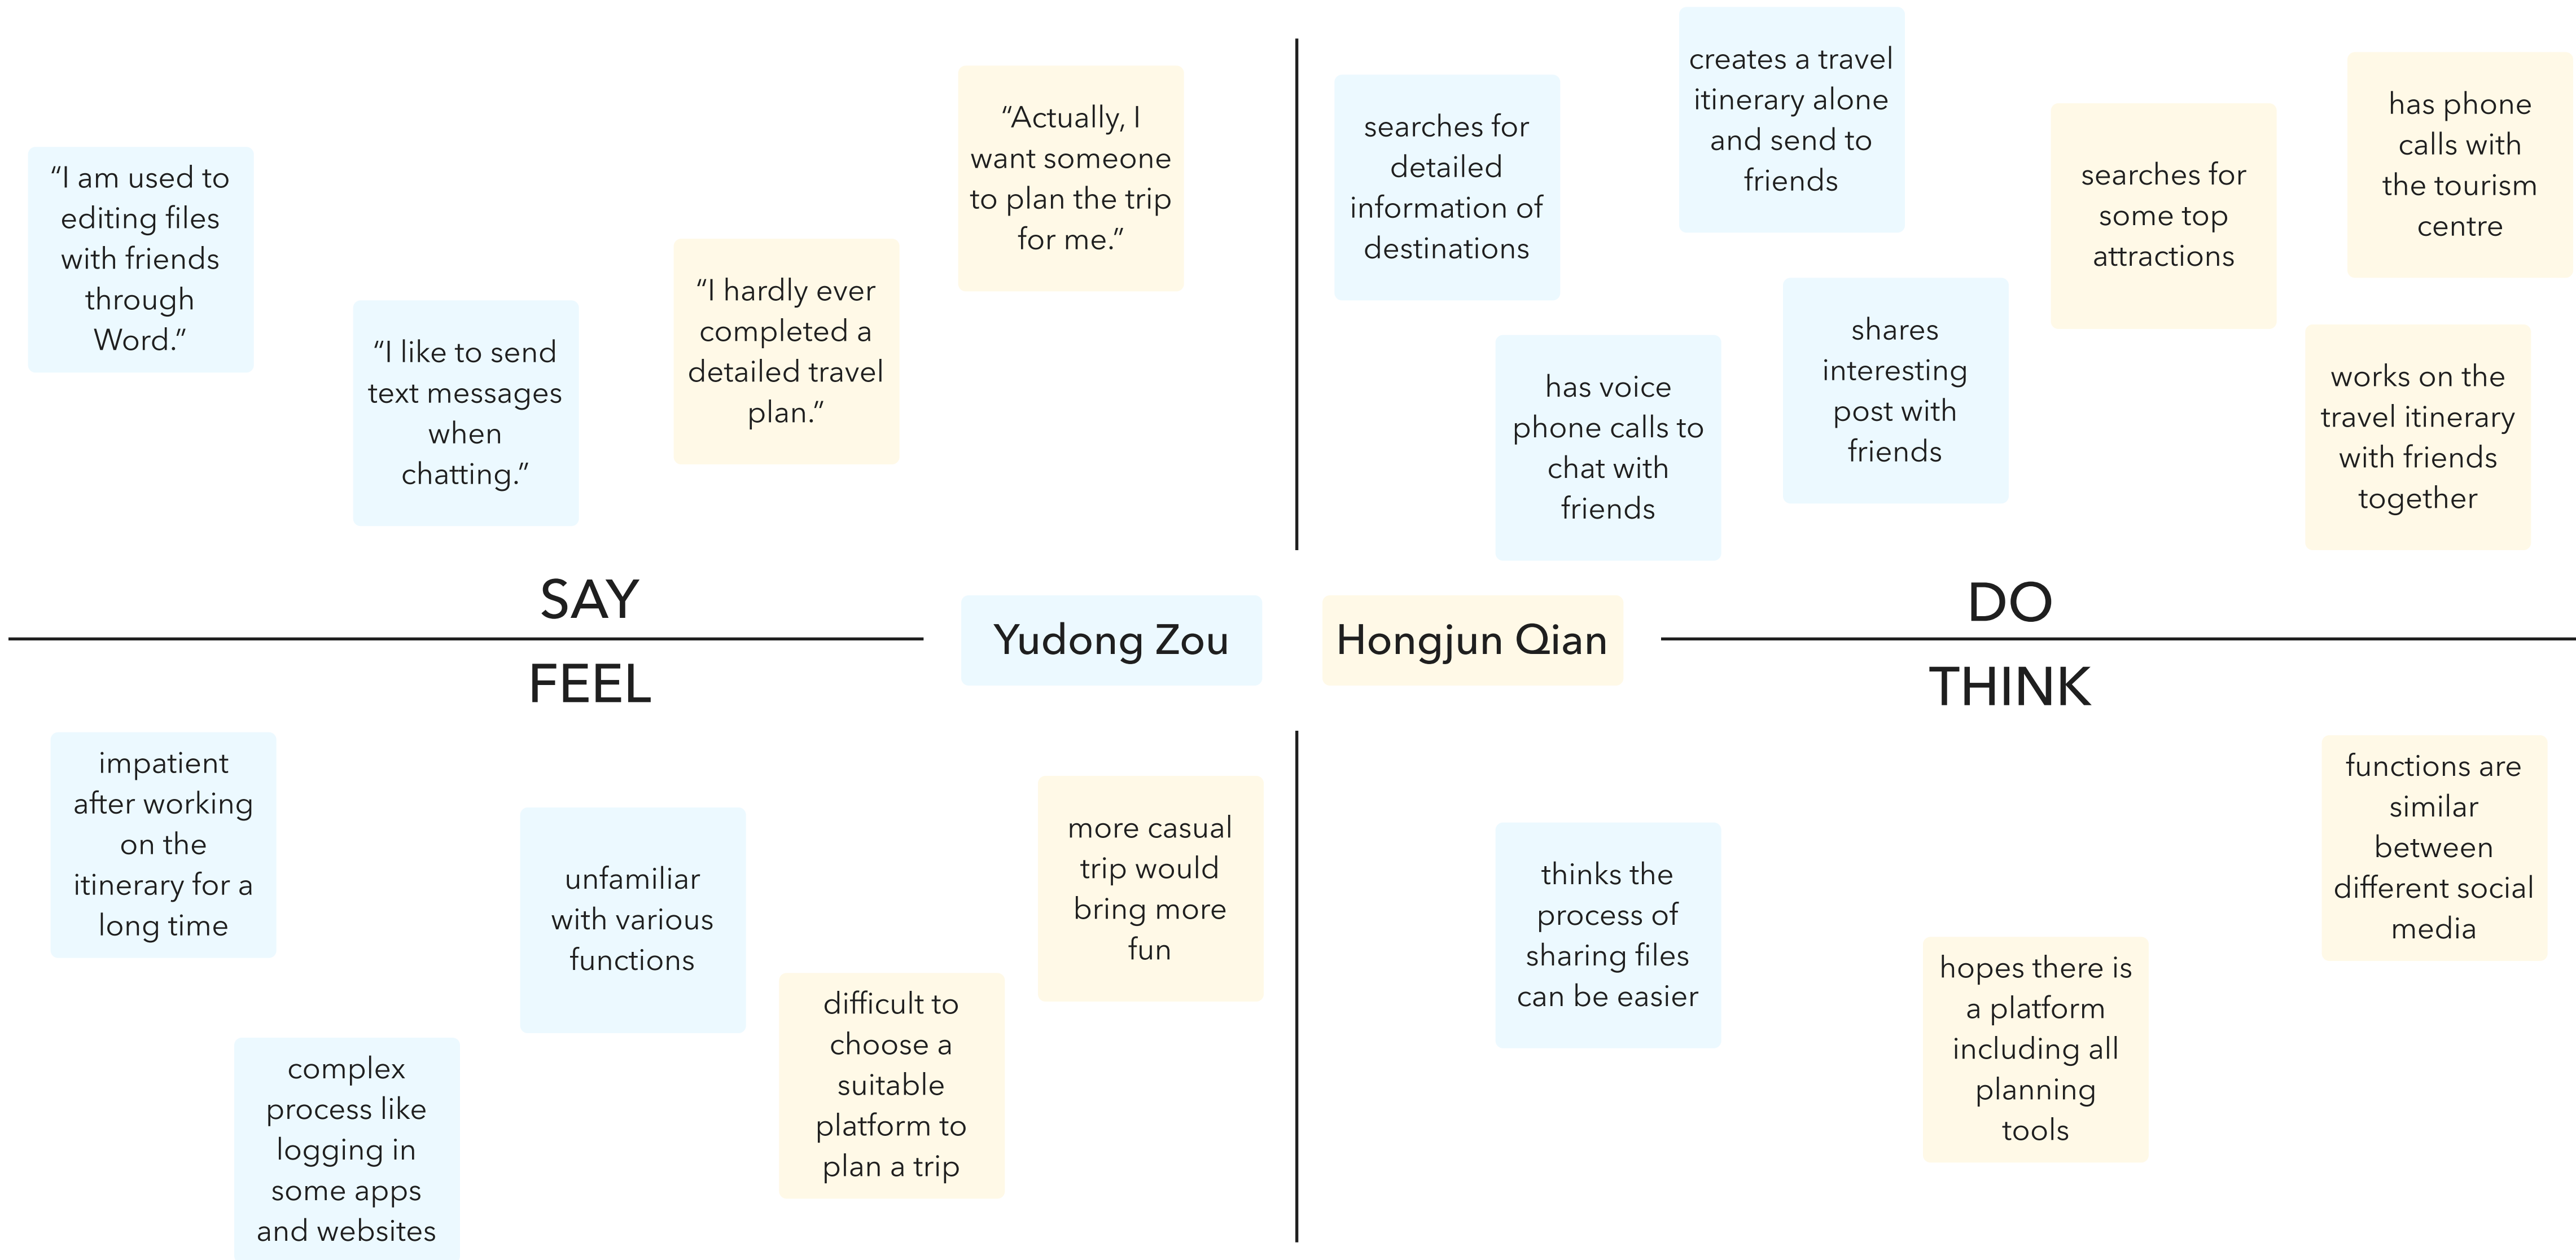 “I am used to
editing files
with friends
through
Word.”
“I like to send
text messages
when
chatting.”
“I hardly ever
completed a
detailed travel
plan.”
“Actually, I
want someone
to plan the trip
for me.”
SAY
searches for
detailed
information of
destinations
creates a travel
itinerary alone
and send to
friends
has voice
phone calls to
chat with
friends
shares
interesting
post with
friends
searches for
some top
attractions
has phone
calls with
the tourism
centre
works on the
travel itinerary
with friends
together
DO
Yudong Zou
Hongjun Qian
FEEL
impatient
after working
on the
itinerary for a
long time
complex
process like
logging in
some apps
and websites
unfamiliar
with various
functions
difficult to
choose a
suitable
platform to
plan a trip
more casual
trip would
bring more
fun
THINK
thinks the
process of
sharing files
can be easier
hopes there is
a platform
including all
planning
tools
functions are
similar
between
different social
media